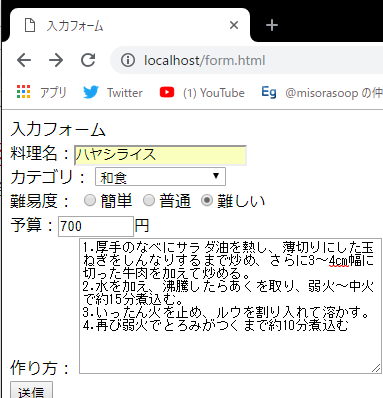 入力フォーム
localhost/form.html
アプリ Twitter (1) YouTube Eg @misorasoop の仕
入力フォーム
料理名：ハヤシライス
カテゴリ： 和食
難易度： 簡単 普通 難しい
予算：700円
1.厚手のなべにサラダ油を熱し、薄切りにした玉
ねぎをしんなりするまで炒め、さらに3～4cm幅に
切った牛肉を加えて炒める。
2.水を加え、沸騰したらあくを取り、弱火～中火
で約15分煮込む。
3.いったん火を止め、ルウを割り入れて溶かす。
4.再び弱火でとろみがつくまで約10分煮込む
作り方：
送信